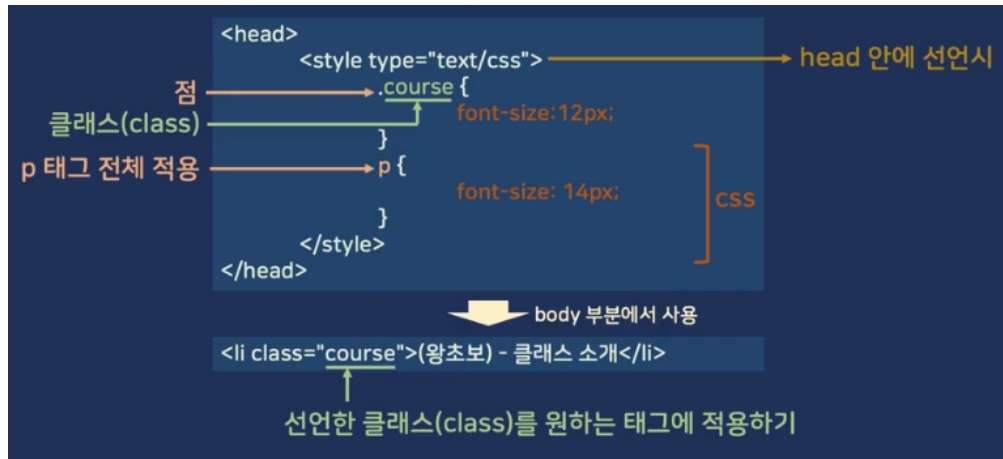 <head>
<style type="text/css"> head 안에 선언시
점 .course {
클래스(class) font-size:12px;
}
p 태그 전체 적용 p {
font-size: 14px; css
}
</style>
</head>
body 부분에서 사용
<li class="course">(왕초보) - 클래스 소개</li>
선언한 클래스(class)를 원하는 태그에 적용하기